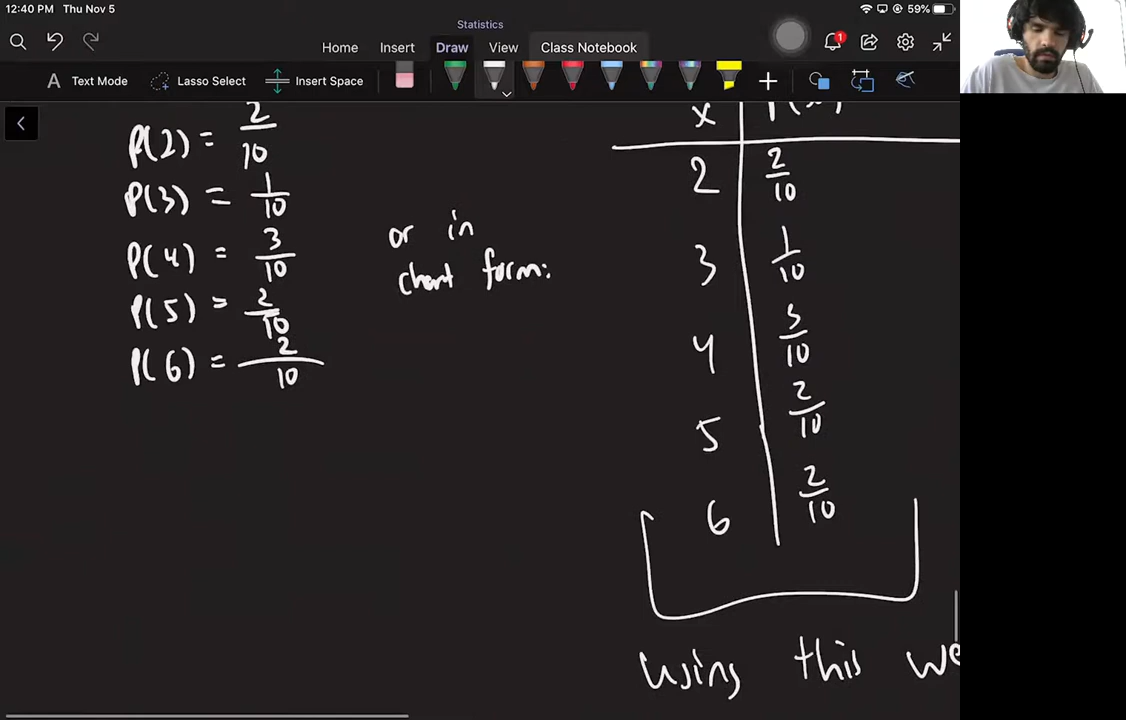 12:40 PM Thu Nov 5
59%
Statistics
Home Insert Draw View Class Notebook
1
Text Mode Lasso Select Insert Space
P(2) = 2/10
P(3) = 1/10
P(4) = 3/10
P(5) = 2/10
P(6) = 2/10
or in
chart form:
x P(x)
2 2/10
3 1/10
4 3/10
5 2/10
6 2/10
using this we